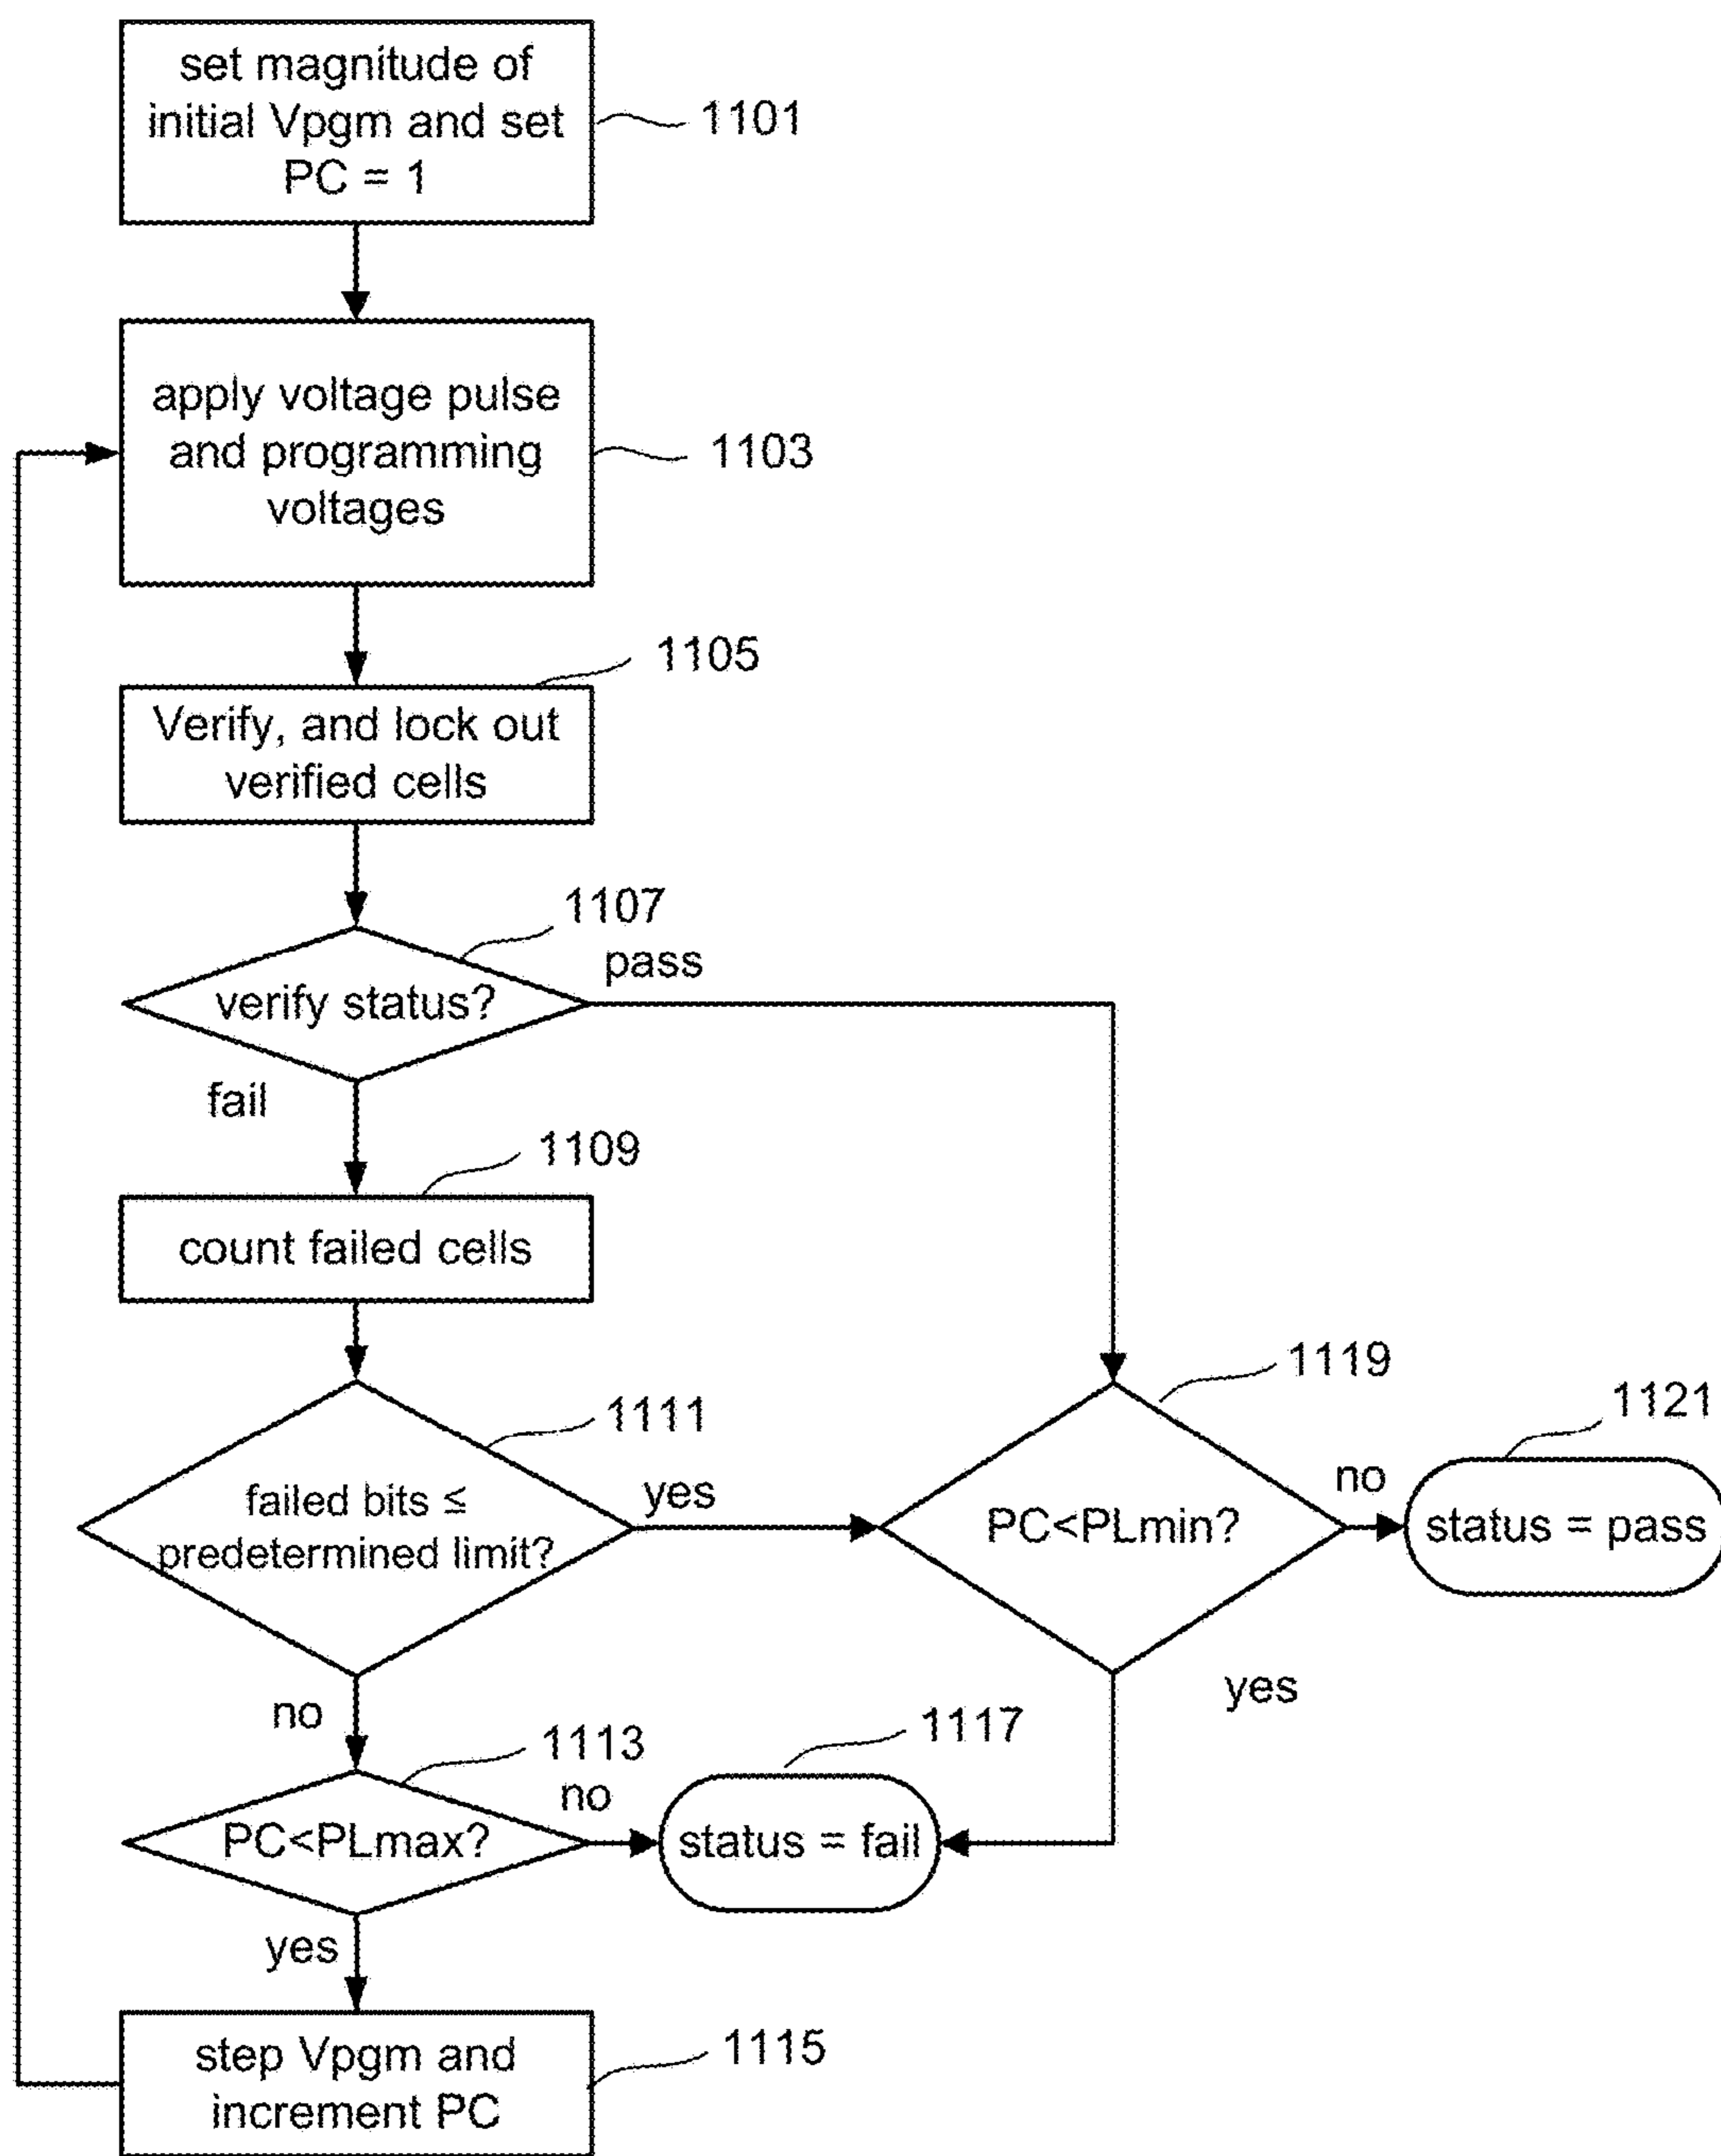 set magnitude of
initial Vpgm and set
PC = 1
1101
apply voltage pulse
and programming
voltages
1103
1105
Verify, and lock out
verified cells
1107
pass
verify status?
fail
1109
count failed cells
1111
failed bits ≤
predetermined limit?
yes
1119
PC<PLmin?
no
1121
status = pass
yes
no
1113
PC<PLmax?
no
1117
status = fail
yes
step Vpgm and
increment PC
1115